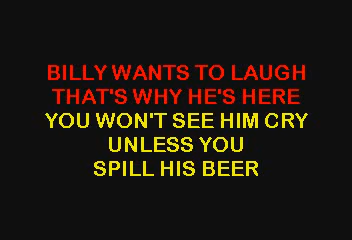 BILLY WANTS TO LAUGH
THAT'S WHY HE'S HERE
YOU WON'T SEE HIM CRY
UNLESS YOU
SPILL HIS BEER